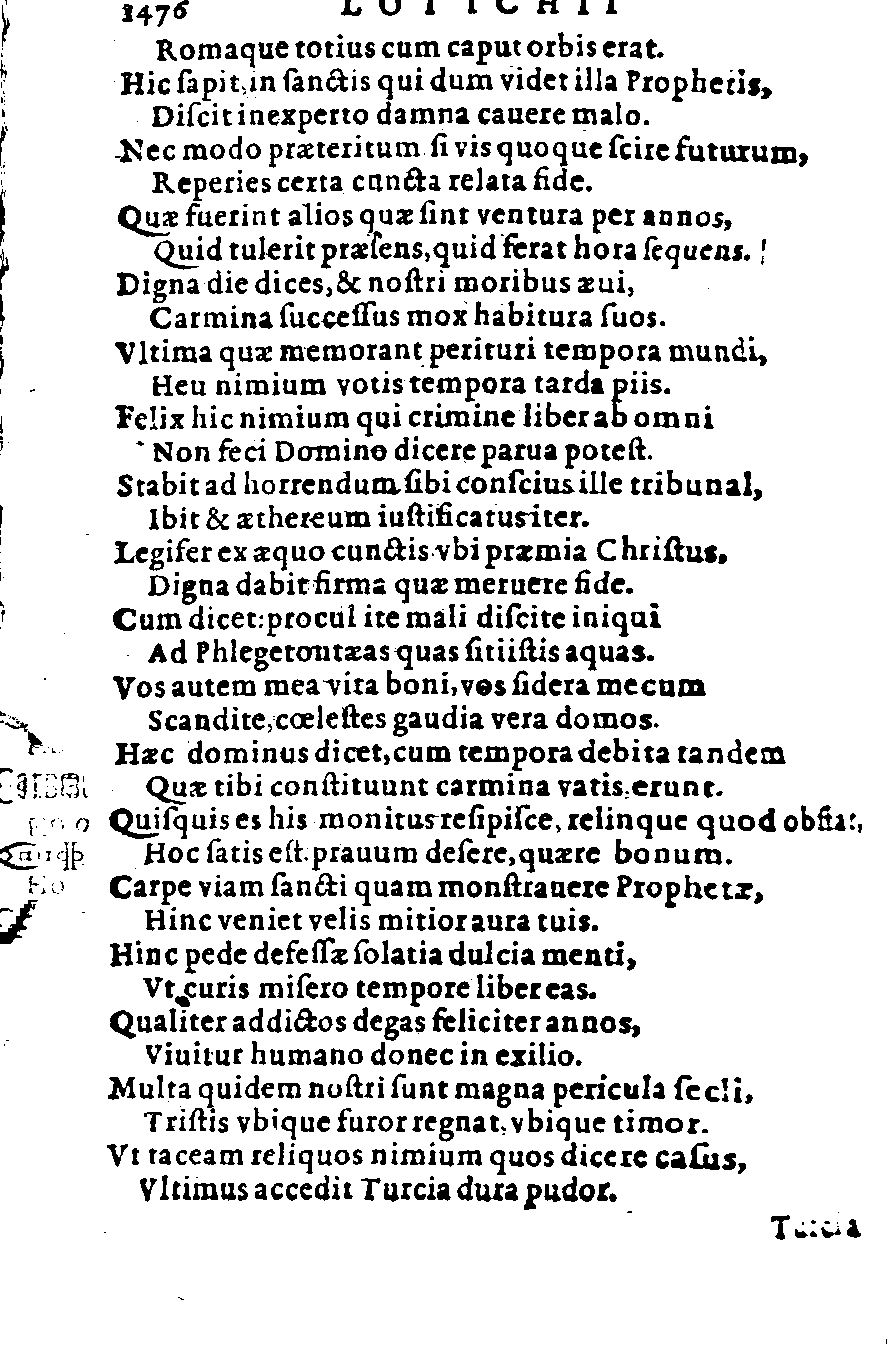 1476 LOTICHII
Romaque totius cum caput orbis erat.
Hic ſapit, in ſanctis qui dum videt illa Prophetis,
Diſcit inexperto damna cauere malo.
Nec modo præteritum ſi vis quoque ſcire futurum,
Reperies certa cuncta relata fide.
Quæ fuerint alios quæ ſint ventura per annos,
Quid tulerit præſens, quid ferat hora ſequens.
Digna die dices, & noſtri moribus æui,
Carmina ſucceſſus mox habitura ſuos.
Vltima quæ memorant perituri tempora mundi,
Heu nimium votis tempora tarda piis.
Felix hic nimium qui crimine liber ab omni
Non feci Domino dicere parua poteſt.
Stabit ad horrendum ſibi conſcius ille tribunal,
Ibit & æthereum iuſtificatus iter.
Legifer ex æquo cunctis vbi præmia Chriſtus,
Digna dabit firma quæ meruere fide.
Cum dicet: procul ite mali diſcite iniqui
Ad Phlegetontæas quas ſitiiſtis aquas.
Vos autem mea vita boni, vos ſidera mecum
Scandite, cœleſtes gaudia vera domos.
Hæc dominus dicet, cum tempora debita tandem
Quæ tibi conſtituunt carmina vatis, erunt.
Quiſquis es his monitus reſipiſce, relinque quod obſtat,
Hoc ſatis eſt. prauum deſere, quære bonum.
Carpe viam ſancti quam monſtrauere Prophetæ,
Hinc veniet velis mitior aura tuis.
Hinc pede defeſſæ ſolatia dulcia menti,
Vt curis miſero tempore liber eas.
Qualiter addictos degas feliciter annos,
Viuitur humano donec in exilio.
Multa quidem noſtri ſunt magna pericula ſecli,
Triſtis vbique furor regnat, vbique timor.
Vt taceam reliquos nimium quos dicere caſus,
Vltimus accedit Turcia dura pudor.
Turcia